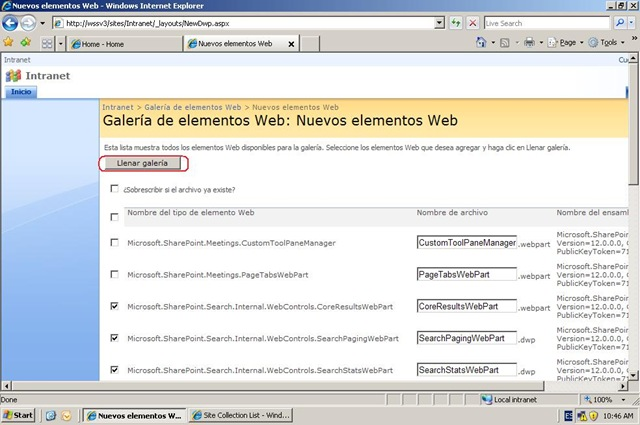 Nuevos elementos Web - Windows Internet Explorer
http://wssv3/sites/Intranet/_layouts/NewDwp.aspx
Live Search
Home - Home
Nuevos elementos Web
Page
Tools
Intranet
Intranet
Inicio
Intranet > Galería de elementos Web > Nuevos elementos Web
Galería de elementos Web: Nuevos elementos Web
Esta lista muestra todos los elementos Web disponibles para la galería. Seleccione los elementos Web que desea agregar y haga clic en Llenar galería.
Llenar galería
¿Sobrescribir si el archivo ya existe?
Nombre del tipo de elemento Web Nombre de archivo Nombre del ensam
Microsoft.SharePoint.Meetings.CustomToolPaneManager CustomToolPaneManager .webpart
Microsoft.SharePoin
Version=12.0.0.0, C
PublicKeyToken=71
Microsoft.SharePoint.Meetings.PageTabsWebPart PageTabsWebPart .webpart
Microsoft.SharePoin
Version=12.0.0.0, C
PublicKeyToken=71
Microsoft.SharePoint.Search.Internal.WebControls.CoreResultsWebPart CoreResultsWebPart .webpart
Microsoft.SharePoin
Version=12.0.0.0, C
PublicKeyToken=71
Microsoft.SharePoint.Search.Internal.WebControls.SearchPagingWebPart SearchPagingWebPart .dwp
Microsoft.SharePoin
Version=12.0.0.0, C
PublicKeyToken=71
Microsoft.SharePoint.Search.Internal.WebControls.SearchStatsWebPart SearchStatsWebPart .dwp
Microsoft.SharePoin
Version=12.0.0.0, C
PublicKeyToken=71
Done
Local intranet
100%
Start
Nuevos elementos W...
Site Collection List - Wind...
ES
10:46 AM